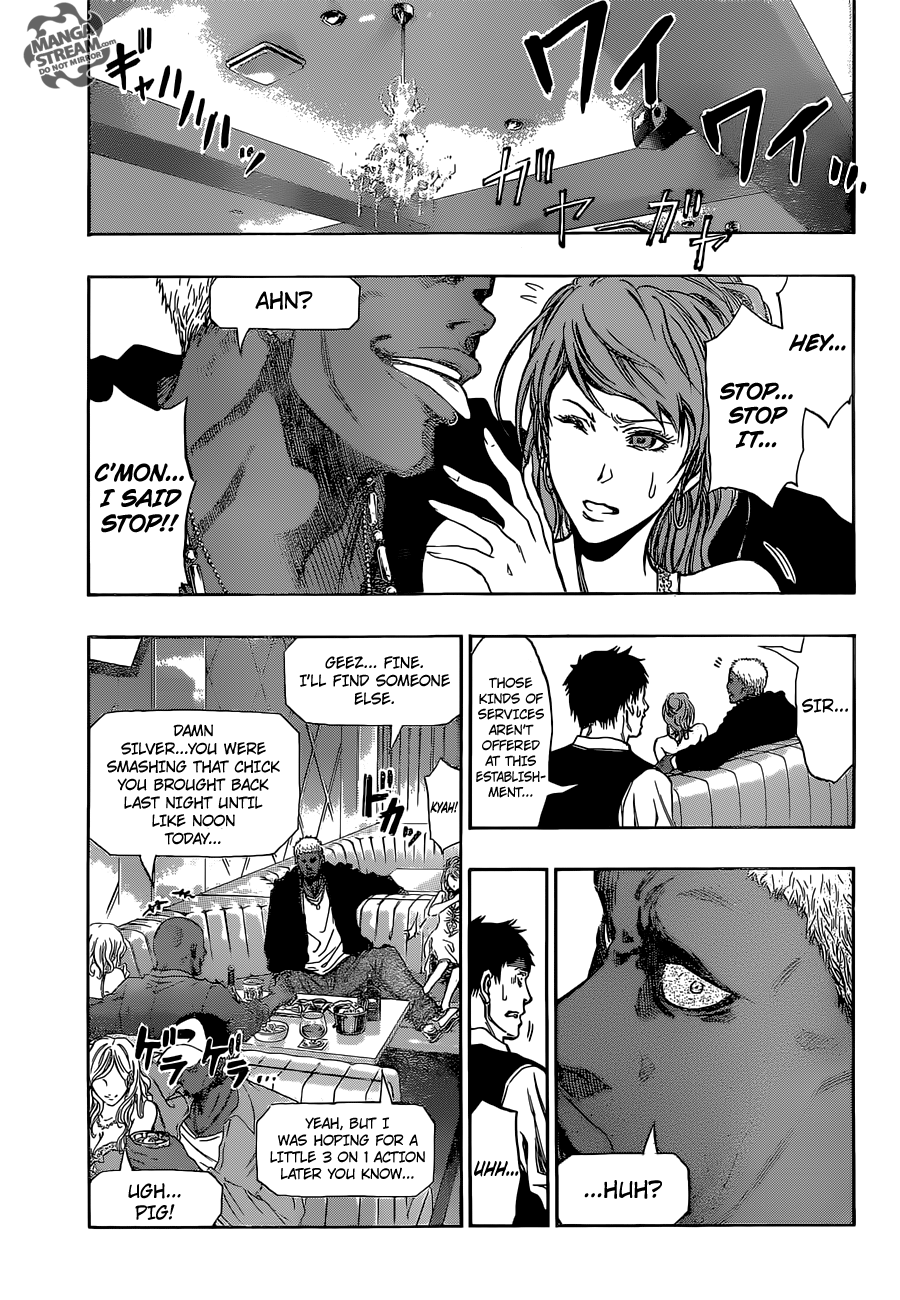 MANGA
STREAM.com
DO NOT MIRROR
ワイ
ワイ…
ギャハハ…
ガヤ
ガヤ
HEY...
STOP...
STOP
IT...
AHN?
C'MON...
I SAID
STOP!!
SIR...
THOSE
KINDS OF
SERVICES
AREN'T
OFFERED
AT THIS
ESTABLISH-
MENT...
...HUH?
UHH...
GEEZ... FINE.
I'LL FIND SOMEONE
ELSE.
KYAH!
ドカッ
DAMN
SILVER...YOU WERE
SMASHING THAT CHICK
YOU BROUGHT BACK
LAST NIGHT UNTIL
LIKE NOON
TODAY...
ゲラ
ゲラ…
YEAH, BUT I
WAS HOPING FOR A
LITTLE 3 ON 1 ACTION
LATER YOU KNOW...
UGH...
PIG!